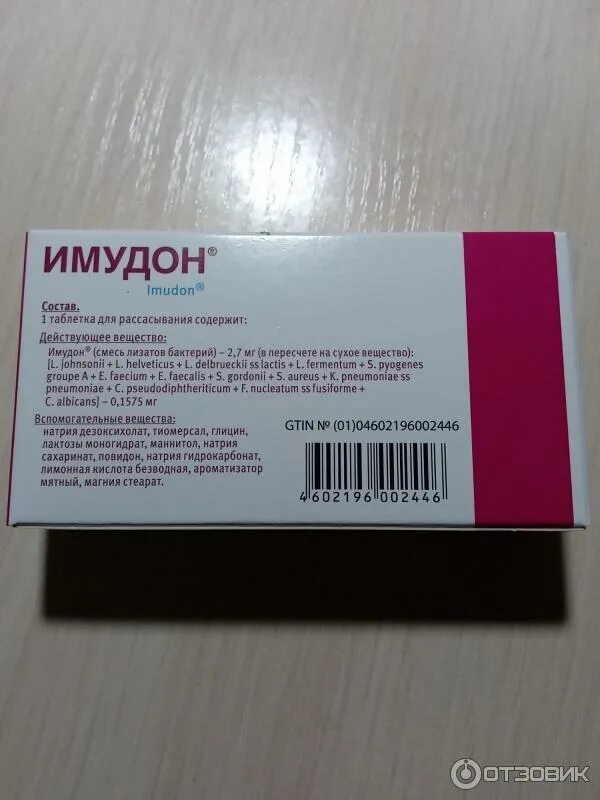 ИМУДОН®
Imudon®
Состав.
1 таблетка для рассасывания содержит:
Действующее вещество:
Имудон® (смесь лизатов бактерий) – 2,7 мг (в пересчете на сухое вещество):
[L. johnsonii + L. helveticus + L. delbrueckii ss lactis + L. fermentum + S. pyogenes
groupe A + E. faecium + E. faecalis + S. gordonii + S. aureus + K. pneumoniae ss
pneumoniae + C. pseudodiphtheriticum + F. nucleatum ss fusiforme +
C. albicans] – 0,1575 мг
Вспомогательные вещества:
натрия дезоксихолат, тиомерсал, глицин,
лактозы моногидрат, маннитол, натрия
сахаринат, повидон, натрия гидрокарбонат,
лимонная кислота безводная, ароматизатор
мятный, магния стеарат.
GTIN № (01)04602196002446
4 602196 002446
ОТЗОВИК